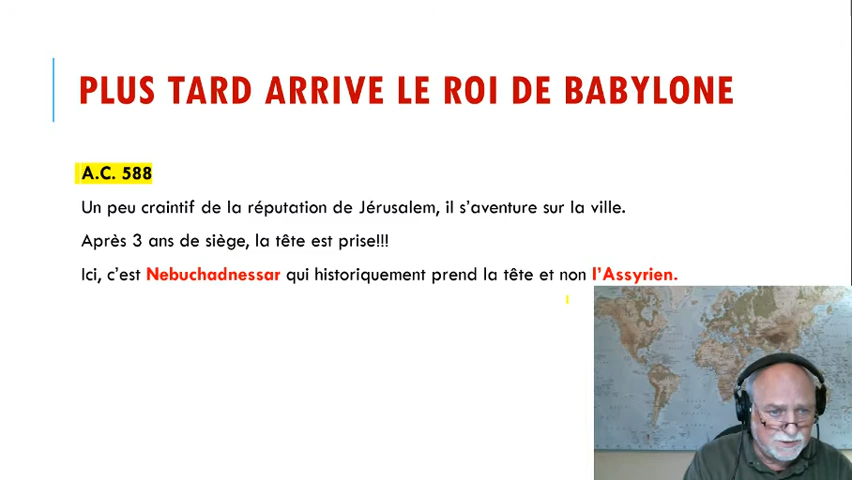 PLUS TARD ARRIVE LE ROI DE BABYLONE
A.C. 588
Un peu craintif de la réputation de Jérusalem, il s'aventure sur la ville.
Après 3 ans de siège, la tête est prise!!!
Ici, c'est Nebuchadnessar qui historiquement prend la tête et non l'Assyrien.